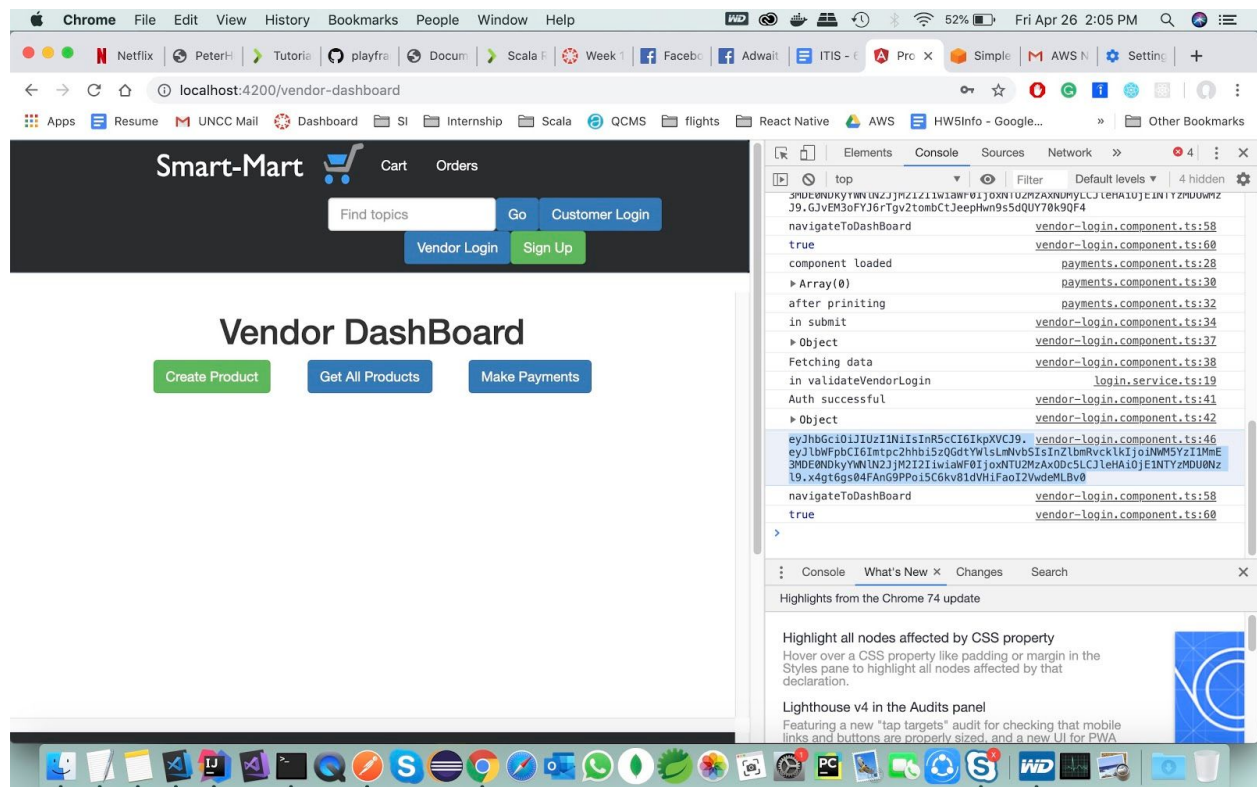 Chrome File Edit View History Bookmarks People Window Help 52% Fri Apr 26 2:05 PM
Netflix PeterH Tutoria playfra Docum Scala Week 1 Facebo Adwait ITIS - Pro Simple AWS N Setting
localhost:4200/vendor-dashboard
Apps Resume UNCC Mail Dashboard SI Internship Scala QCMS flights React Native AWS HW5Info - Google... » Other Bookmarks
Smart-Mart Cart Orders
Find topics Go Customer Login
Vendor Login Sign Up
Vendor DashBoard
Create Product Get All Products Make Payments
Elements Console Sources Network » 4
top Filter Default levels 4 hidden
J9.GJvEM3oFYJ6rTgv2tombCtJeepHwn9s5dQUY70k9QF4
navigateToDashBoard vendor-login.component.ts:58
true vendor-login.component.ts:60
component loaded payments.component.ts:28
Array(0) payments.component.ts:30
after priniting payments.component.ts:32
in submit vendor-login.component.ts:34
Object vendor-login.component.ts:37
Fetching data vendor-login.component.ts:38
in validateVendorLogin login.service.ts:19
Auth successful vendor-login.component.ts:41
Object vendor-login.component.ts:42
eyJhbGciOiJIUzI1NiIsInR5cCI6IkpXVCJ9. vendor-login.component.ts:46
navigateToDashBoard vendor-login.component.ts:58
true vendor-login.component.ts:60
Console What's New × Changes Search
Highlights from the Chrome 74 update
Highlight all nodes affected by CSS property
Hover over a CSS property like padding or margin in the
Styles pane to highlight all nodes affected by that
declaration.
Lighthouse v4 in the Audits panel
Featuring a new "tap targets" audit for checking that mobile
links and buttons are properly sized, and a new UI for PWA